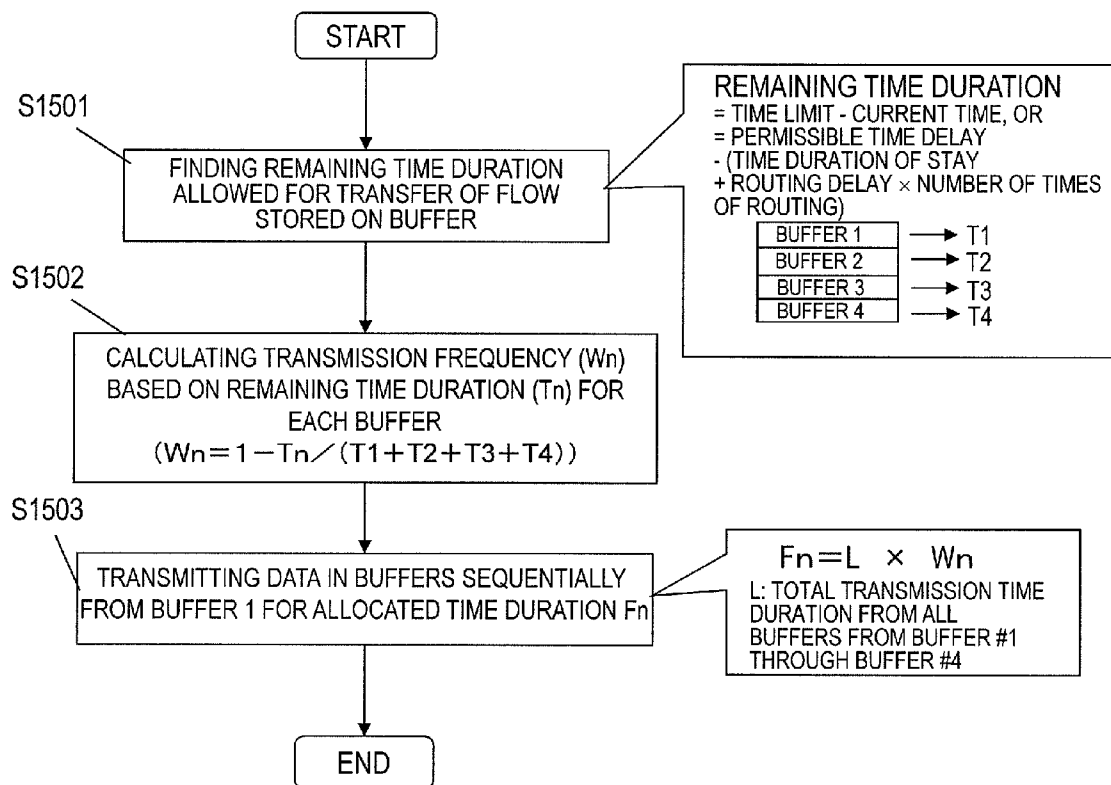 START
S1501
FINDING REMAINING TIME DURATION
ALLOWED FOR TRANSFER OF FLOW
STORED ON BUFFER
REMAINING TIME DURATION
= TIME LIMIT - CURRENT TIME, OR
= PERMISSIBLE TIME DELAY
- (TIME DURATION OF STAY
+ ROUTING DELAY × NUMBER OF TIMES
OF ROUTING)
BUFFER 1 → T1
BUFFER 2 → T2
BUFFER 3 → T3
BUFFER 4 → T4
S1502
CALCULATING TRANSMISSION FREQUENCY (Wn)
BASED ON REMAINING TIME DURATION (Tn) FOR
EACH BUFFER
(Wn=1-Tn/(T1+T2+T3+T4))
S1503
TRANSMITTING DATA IN BUFFERS SEQUENTIALLY
FROM BUFFER 1 FOR ALLOCATED TIME DURATION Fn
Fn=L × Wn
L: TOTAL TRANSMISSION TIME
DURATION FROM ALL
BUFFERS FROM BUFFER #1
THROUGH BUFFER #4
END